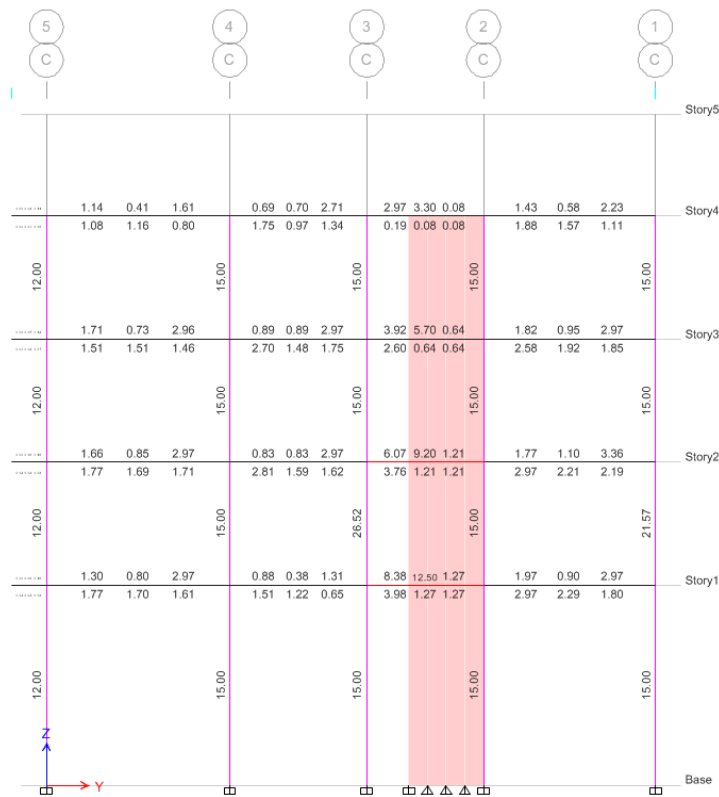 5 4 3 2 1
C C C C C
Story5
1.14 0.41 1.61 0.69 0.70 2.71 2.97 3.30 0.08 1.43 0.58 2.23
Story4
1.08 1.16 0.80 1.75 0.97 1.34 0.19 0.08 0.08 1.88 1.57 1.11
12.00 15.00 15.00 15.00 15.00
1.71 0.73 2.96 0.89 0.89 2.97 3.92 5.70 0.64 1.82 0.95 2.97
Story3
1.51 1.51 1.46 2.70 1.48 1.75 2.60 0.64 0.64 2.58 1.92 1.85
12.00 15.00 15.00 15.00 15.00
1.66 0.85 2.97 0.83 0.83 2.97 6.07 9.20 1.21 1.77 1.10 3.36
Story2
1.77 1.69 1.71 2.81 1.59 1.62 3.76 1.21 1.21 2.97 2.21 2.19
12.00 15.00 26.52 15.00 21.57
1.30 0.80 2.97 0.88 0.38 1.31 8.38 12.50 1.27 1.97 0.90 2.97
Story1
1.77 1.70 1.61 1.51 1.22 0.65 3.98 1.27 1.27 2.97 2.29 1.80
12.00 15.00 15.00 15.00 15.00
Z
Y
Base